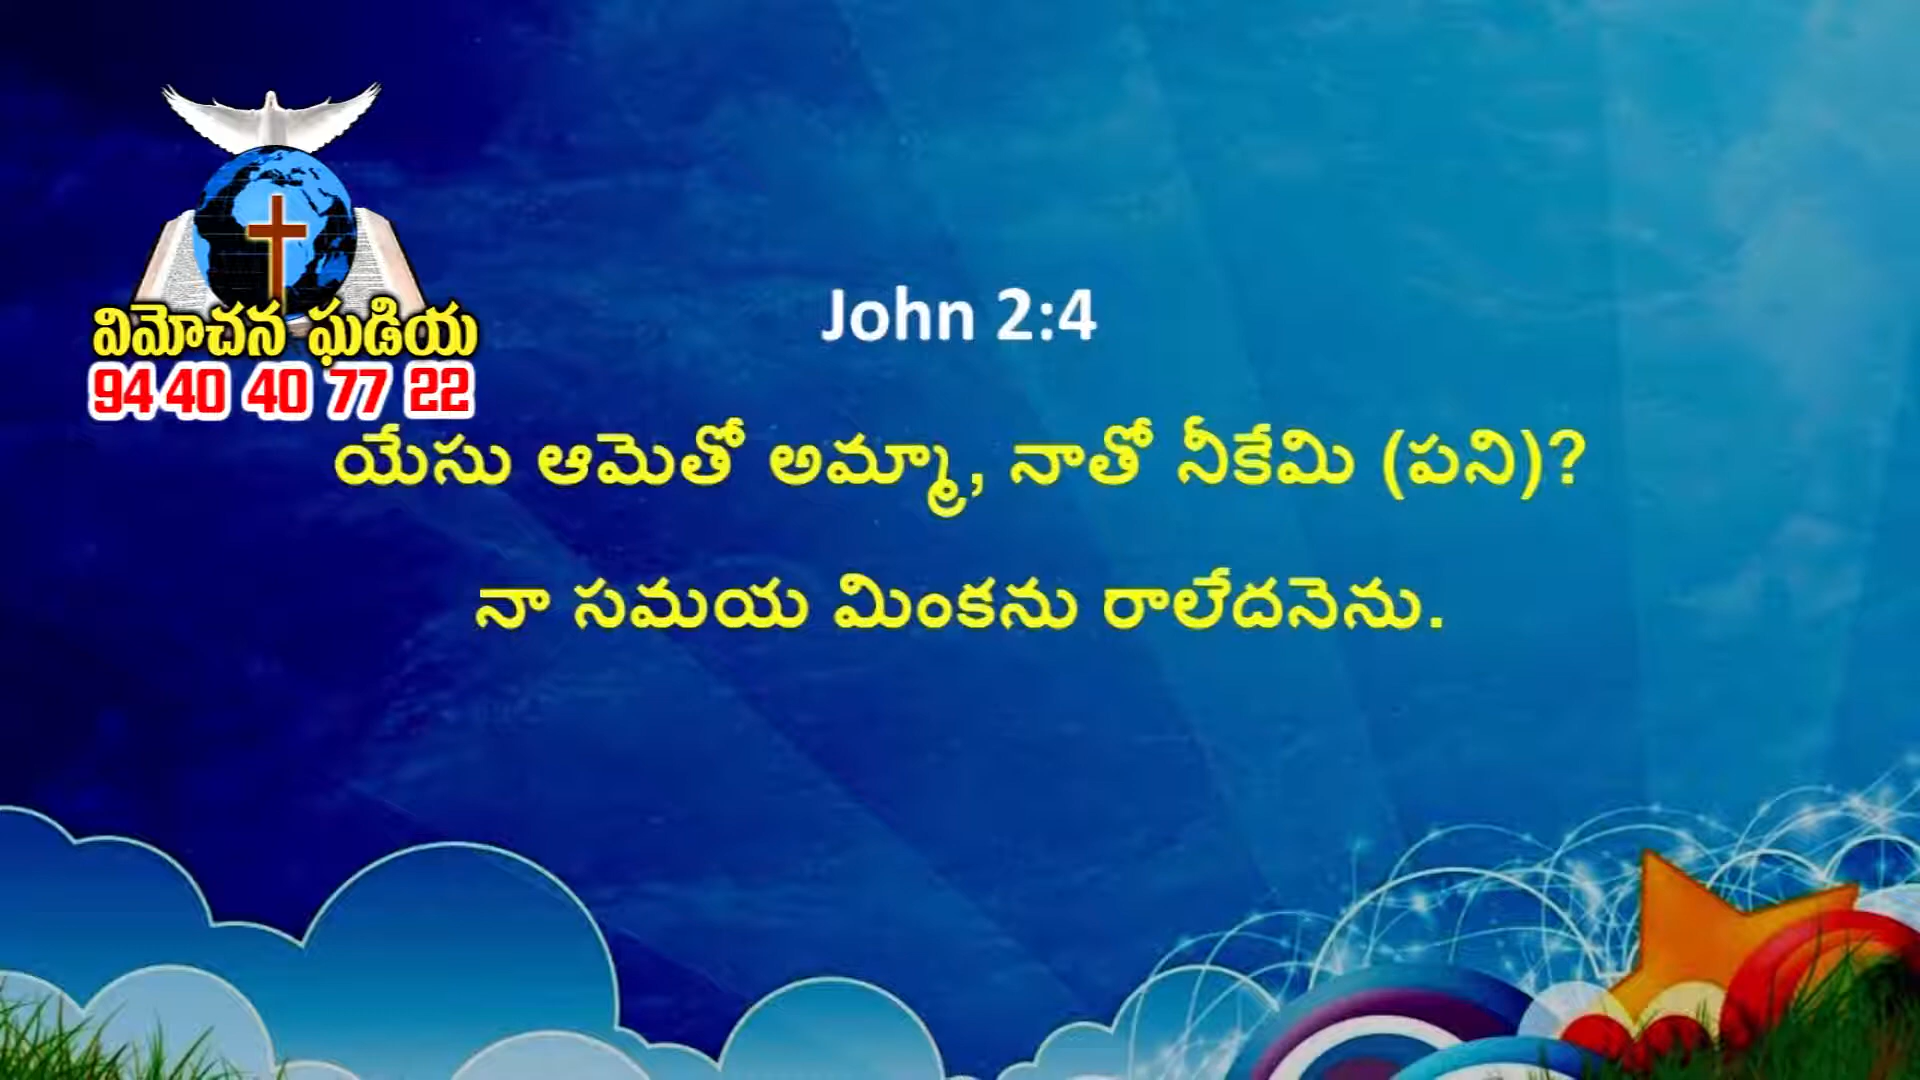 విమోచన ఘడియ
94 40 40 77 22
John 2:4
యేసు ఆమెతో అమ్మా, నాతో నీకేమి (పని)?
నా సమయ మింకను రాలేదనెను.